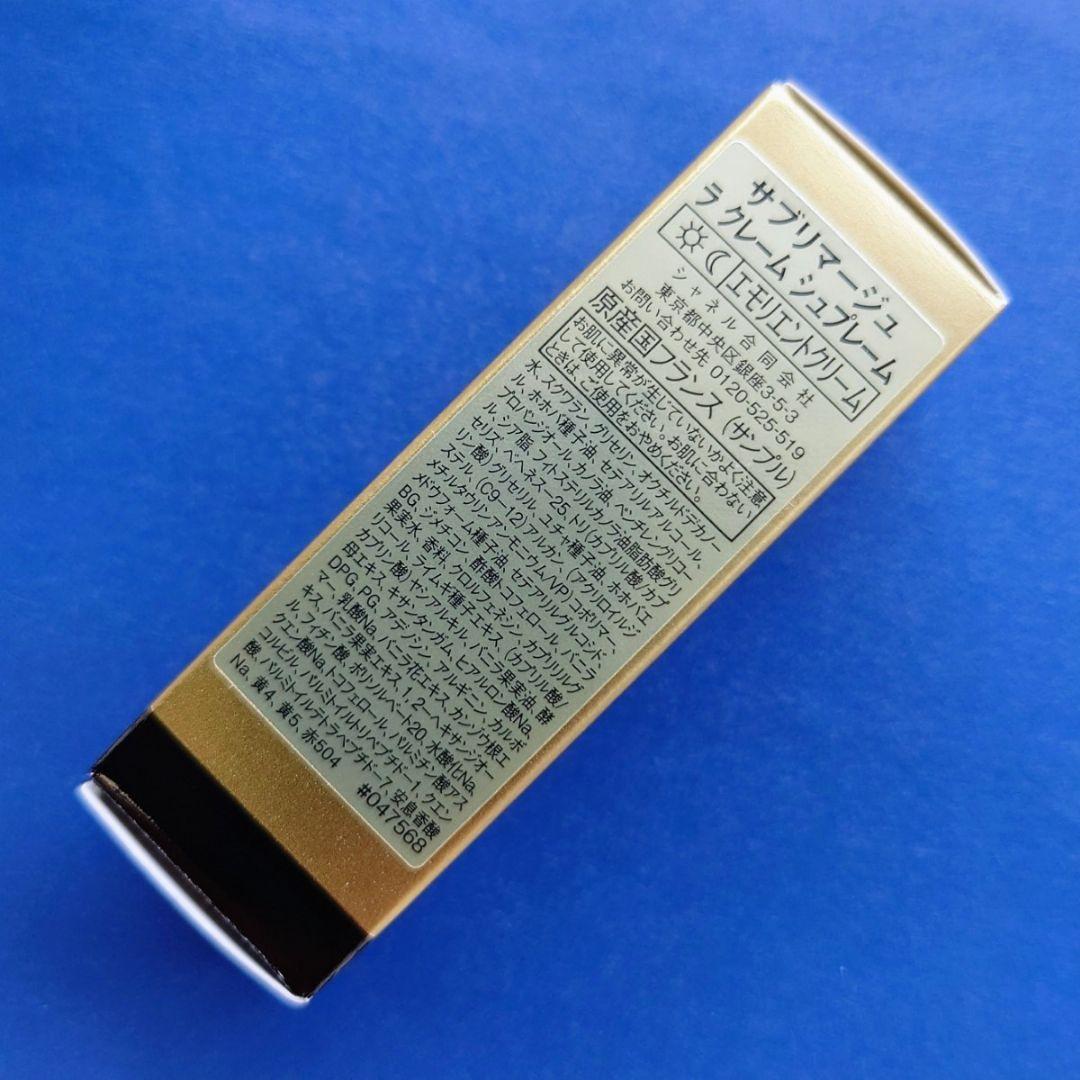 サブリマージュ
ラ クレーム シュプレーム
エモリエントクリーム
シャネル合同会社
東京都中央区銀座3-5-3
お問い合わせ先 0120-525-519
原産国フランス (サンプル)
お肌に異常が生じていないかよく注意
して使用してください。お肌に合わない
ときは ご使用をおやめください。
水、スクワラン、グリセリン、オクチルドデカノー
ル、ホホバ種子油、セテアリルアルコール、
プロパンジオール、カノラ油、ペンチレングリコー
ル、シア脂、フィトステリルカノラ油脂肪酸グリ
セリズ、ベヘネス-25、トリ(カプリル酸/カプ
リン酸)グリセリル、ユチャ種子油、ホホバエ
ステル、(C9-12)アルカン、(アクリロイルジ
メチルタウリンアンモニウム/VP)コポリマー、
メドウフォーム種子油、セテアリルグルコシド、
BG、ジメチコン、酢酸トコフェロール、バニラ
果実水、香料、クロルフェネシン、カプリリルグ
リコール、ライムギ種子エキス、(カプリル酸/
カプリン酸)ヤシアルキル、バニラ果実油、酵
母エキス、キサンタンガム、ヒアルロン酸Na、
DPG、PG、アデノシン、アルギニン、カルボ
マー、乳酸Na、バニラ花エキス、カンゾウ根エ
キス、バニラ果実エキス、1,2-ヘキサンジオー
ル、フィチン酸、ポリソルベート20、水酸化Na、
クエン酸Na、トコフェロール、パルミチン酸アス
コルビル、パルミトイルトリペプチド-1、クエン
酸、パルミトイルテトラペプチド-7、安息香酸
Na、黄4、黄5、赤504
#047568